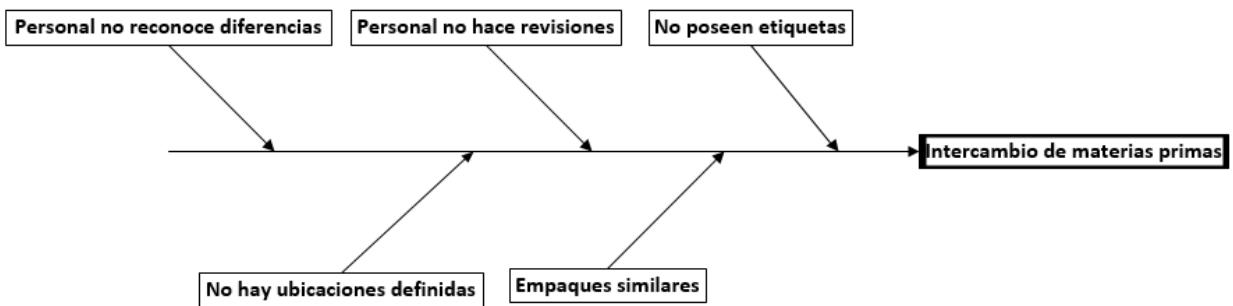 Personal no reconoce diferencias
Personal no hace revisiones
No poseen etiquetas
Intercambio de materias primas
No hay ubicaciones definidas
Empaques similares